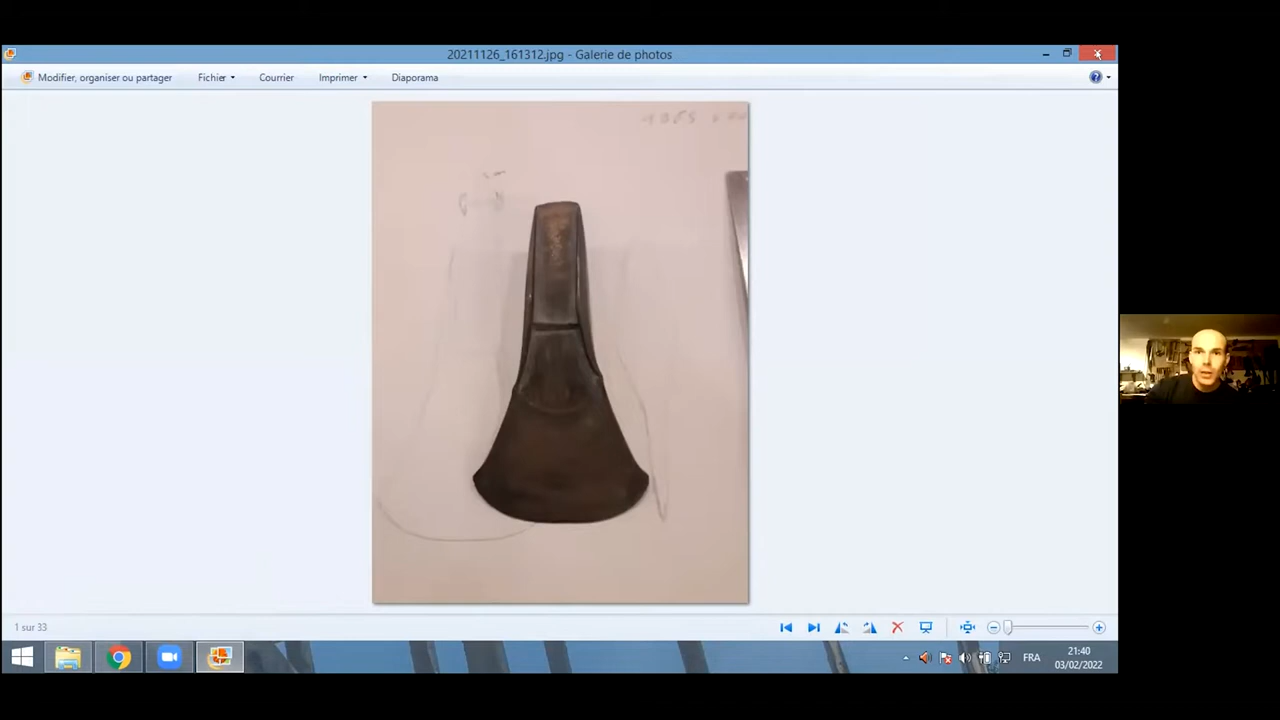 20211126_161312.jpg - Galerie de photos
Modifier, organiser ou partager Fichier Courrier Imprimer Diaporama
1 sur 33
FRA
21:40
03/02/2022